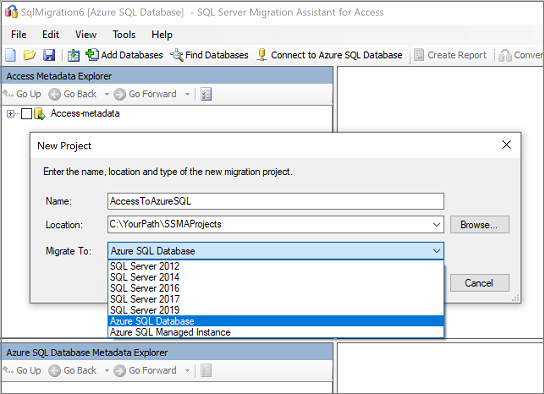 SqlMigration6 [Azure SQL Database] - SQL Server Migration Assistant for Access
File Edit View Tools Help
Add Databases Find Databases Connect to Azure SQL Database Create Report Conver
Access Metadata Explorer
Go Up Go Back Go Forward
Access-metadata
New Project
Enter the name, location and type of the new migration project.
Name: AccessToAzureSQL
Location: C:\YourPath\SSMAProjects Browse...
Migrate To: Azure SQL Database
SQL Server 2012
SQL Server 2014
SQL Server 2016
SQL Server 2017
SQL Server 2019
Azure SQL Database
Azure SQL Managed Instance
Cancel
Azure SQL Database Metadata Explorer
Go Up Go Back Go Forward